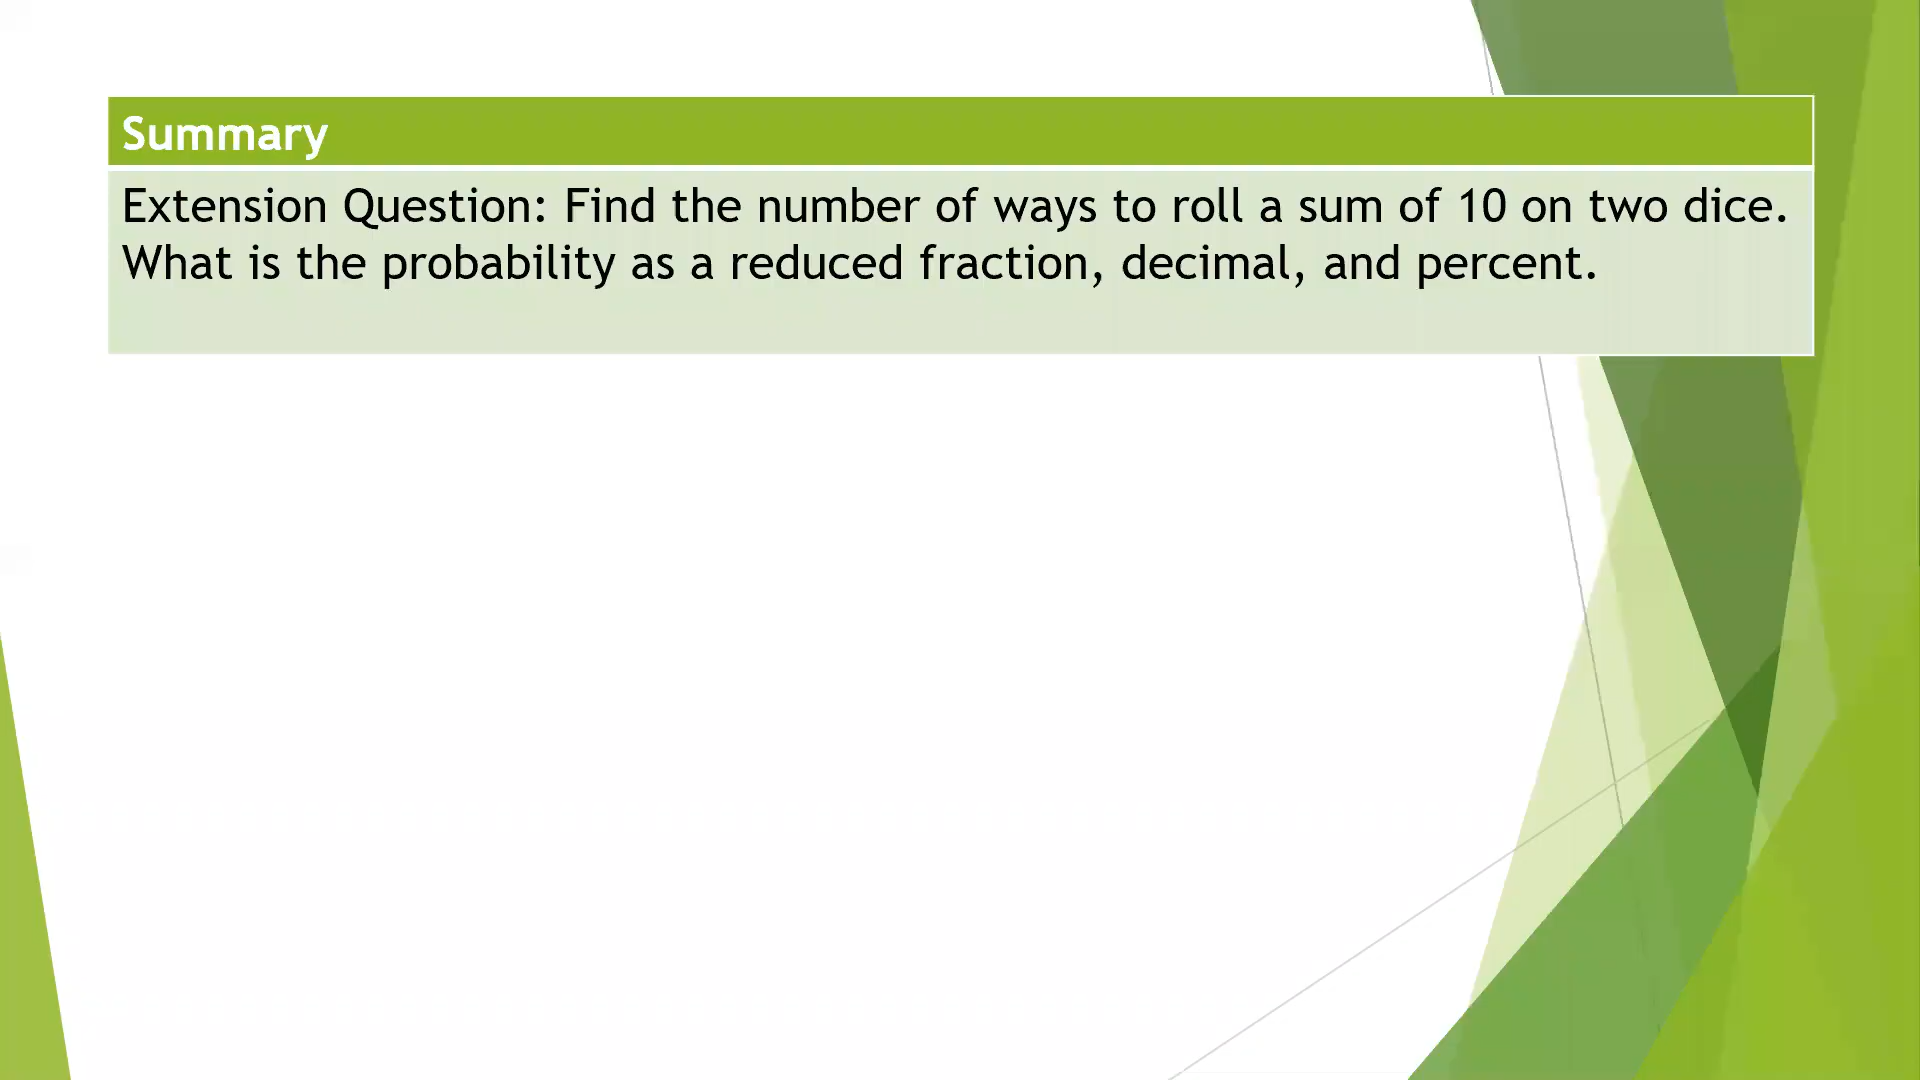 Summary
Extension Question: Find the number of ways to roll a sum of 10 on two dice.
What is the probability as a reduced fraction, decimal, and percent.